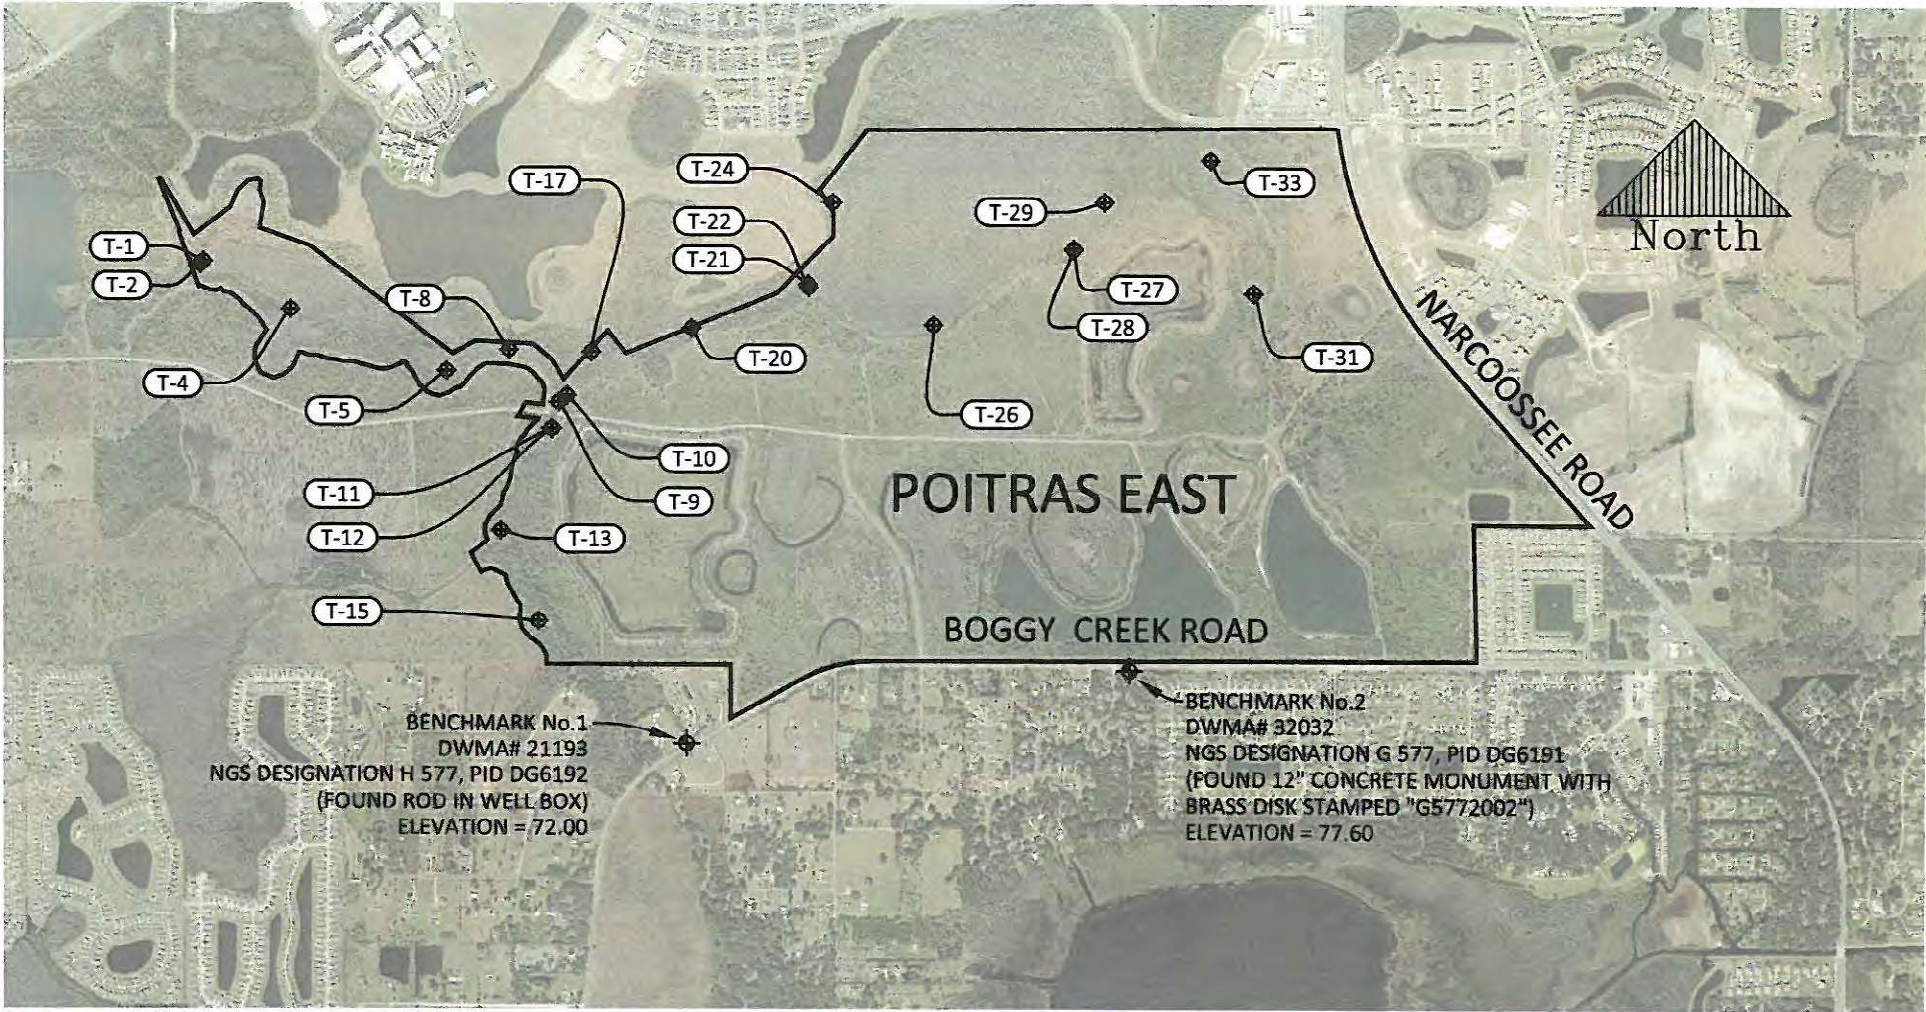 T-24
T-17
T-33
T-29
T-22
North
T-1
T-21
T-2
T-27
T-8
T-28
T-20
T-31
T-4
NARCOOSSEE ROAD
T-5
T-26
T-10
POITRAS EAST
T-11
T-9
T-12
T-13
T-15
BOGGY CREEK ROAD
BENCHMARK No.1
DWMA# 21193
NGS DESIGNATION H 577, PID DG6192
(FOUND ROD IN WELL BOX)
ELEVATION = 72.00
BENCHMARK No.2
DWMA# 32032
NGS DESIGNATION G 577, PID DG6191
(FOUND 12" CONCRETE MONUMENT WITH
BRASS DISK STAMPED "G5772002")
ELEVATION = 77.60